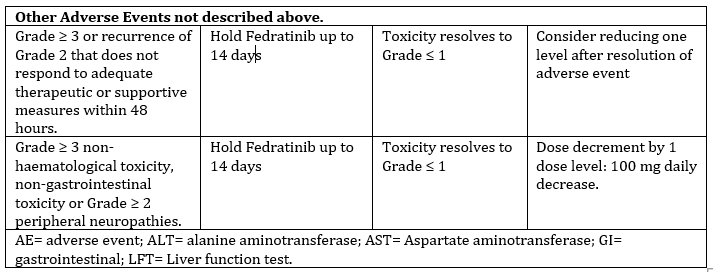 Other Adverse Events not described above.
Grade ≥ 3 or recurrence of
Grade 2 that does not
respond to adequate
therapeutic or supportive
measures within 48
hours.
Hold Fedratinib up to
14 days
Toxicity resolves to
Grade ≤ 1
Consider reducing one
level after resolution of
adverse event
Grade ≥ 3 non-
haematological toxicity,
non-gastrointestinal
toxicity or Grade ≥ 2
peripheral neuropathies.
Hold Fedratinib up to
14 days
Toxicity resolves to
Grade ≤ 1
Dose decrement by 1
dose level: 100 mg daily
decrease.
AE= adverse event; ALT= alanine aminotransferase; AST= Aspartate aminotransferase; GI=
gastrointestinal; LFT= Liver function test.